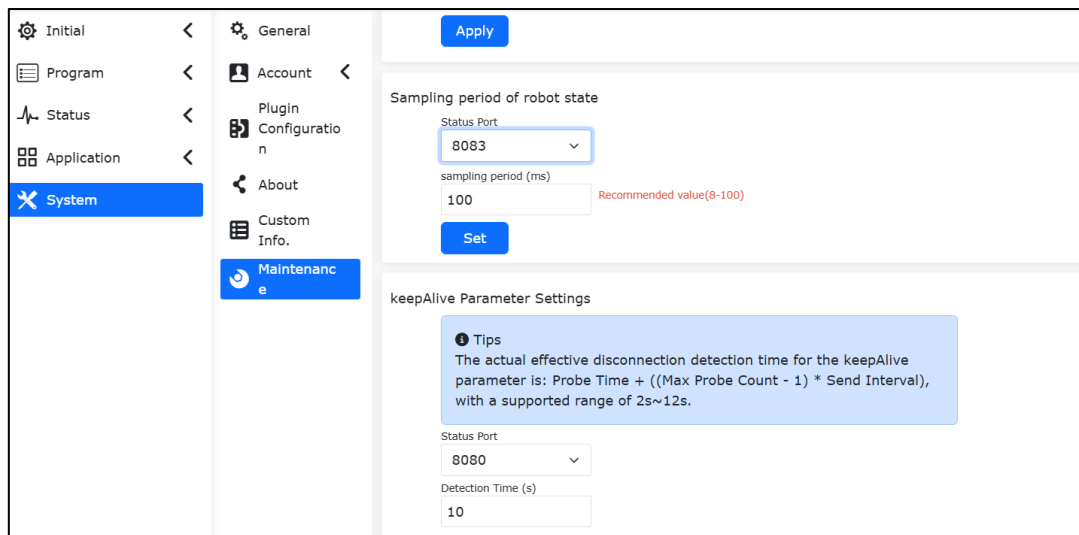 Initial
Program
Status
Application
System
General
Account
Plugin
Configuratio
n
About
Custom
Info.
Maintenanc
e
Apply
Sampling period of robot state
Status Port
8083
sampling period (ms)
100
Recommended value(8-100)
Set
keepAlive Parameter Settings
Tips
The actual effective disconnection detection time for the keepAlive
parameter is: Probe Time + ((Max Probe Count - 1) * Send Interval),
with a supported range of 2s~12s.
Status Port
8080
Detection Time (s)
10